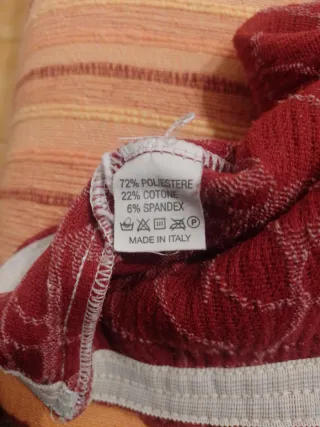 72% POLIESTERE
22% COTONE
6% SPANDEX
P
MADE IN ITALY